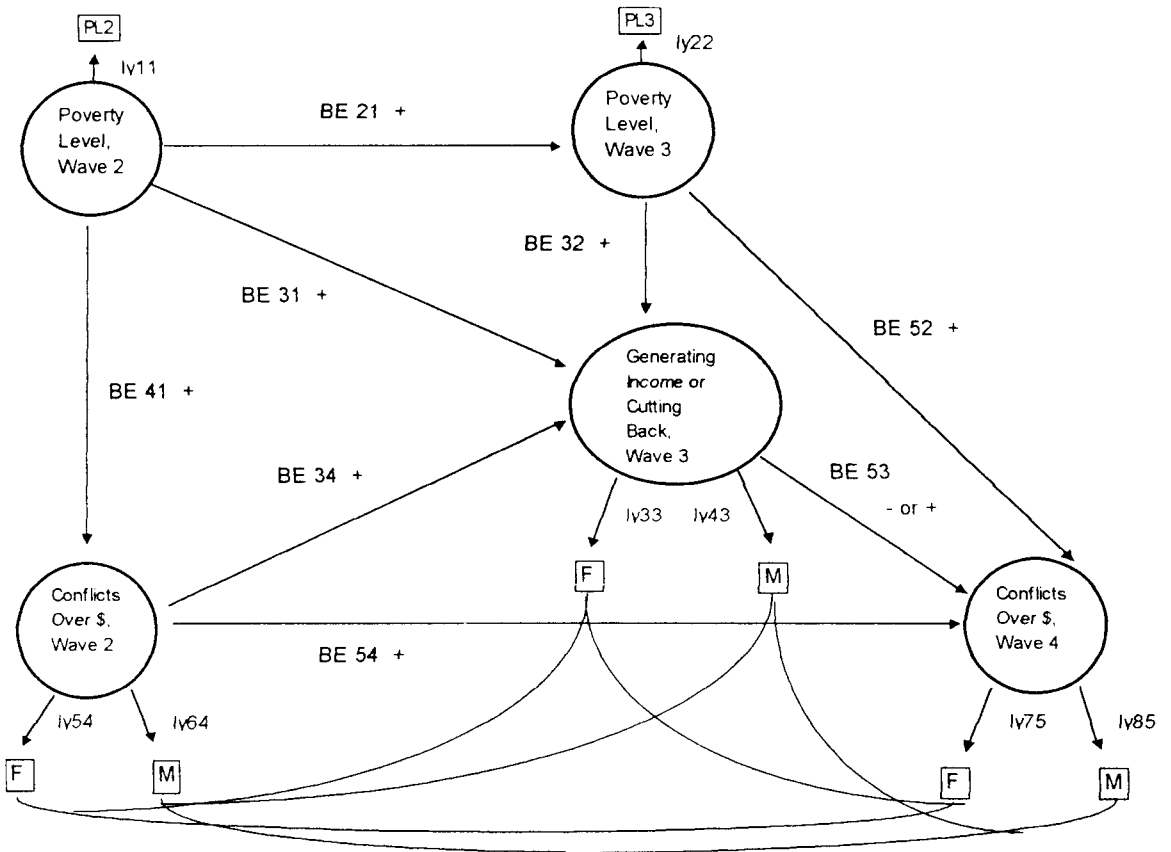 PL2
PL3
ly11
ly22
Poverty
Level,
Wave 2
BE 21 +
Poverty
Level,
Wave 3
BE 32 +
BE 31 +
BE 52 +
Generating
Income or
Cutting
Back,
Wave 3
BE 41 +
BE 34 +
BE 53
- or +
ly33
ly43
F
M
Conflicts
Over $,
Wave 2
BE 54 +
Conflicts
Over $,
Wave 4
ly54
ly64
ly75
ly85
F
M
F
M